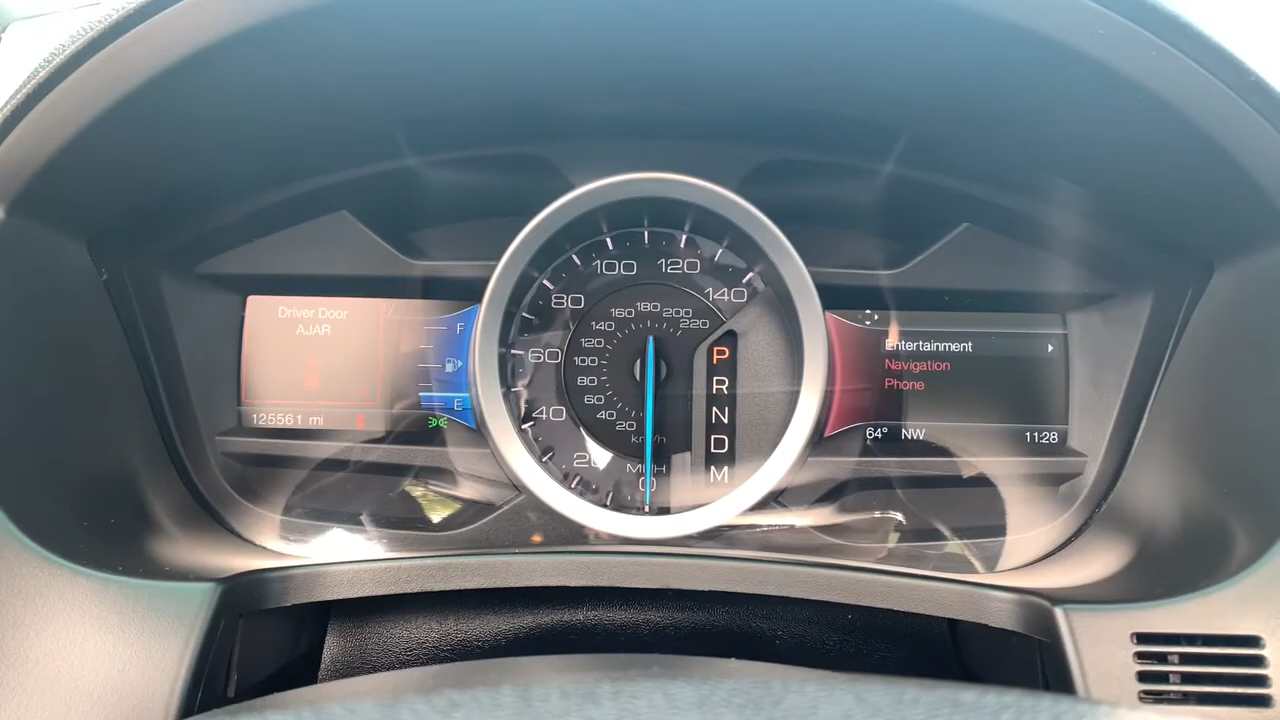 Driver Door
AJAR
125561 mi
F
E
100
120
80
140
60
40
20
MPH
0
180
160
200
140
220
120
100
80
60
40
20
km/h
P
R
N
D
M
Entertainment
Navigation
Phone
64° NW
11:28